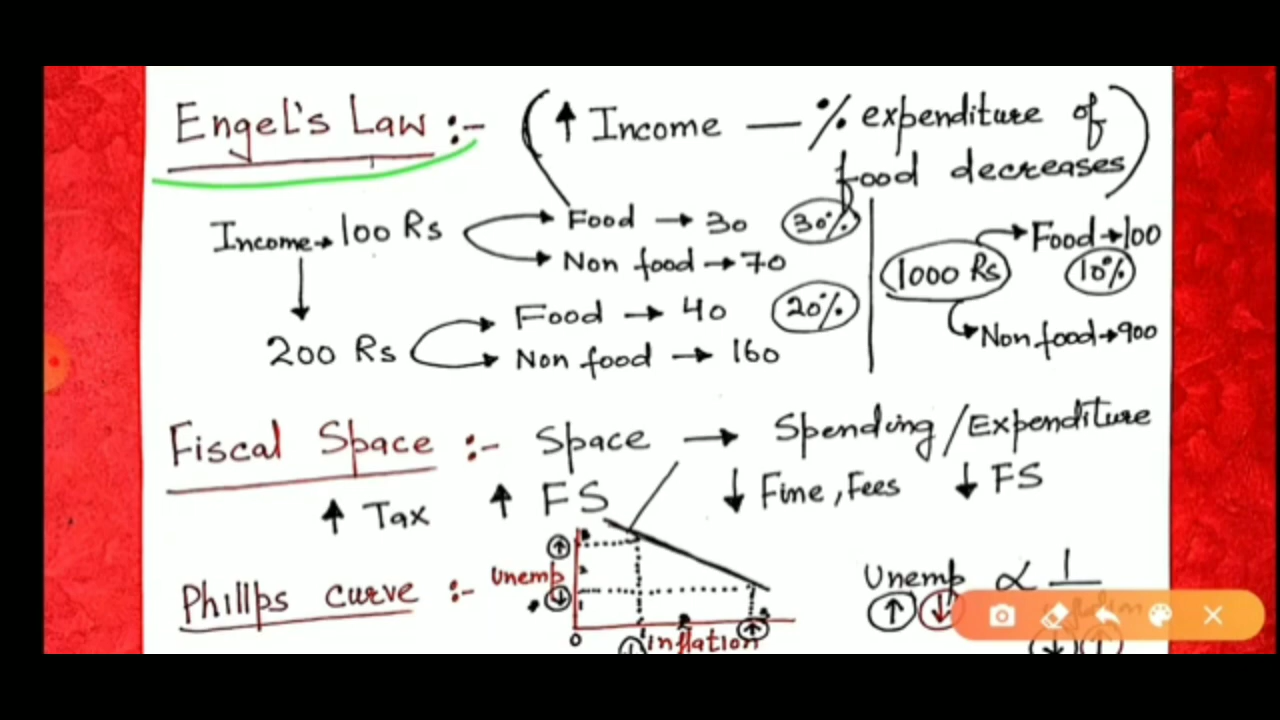 Engel's Law :- ( ↑ Income — % expenditure of
food decreases )
Income → 100 Rs
Food → 30 30%
Non food → 70
200 Rs
Food → 40 20%
Non food → 160
1000 Rs
Food → 100
10%
Non food → 900
Fiscal Space :- Space → Spending / Expenditure
↑ Tax ↑ FS ↓ Fine, Fees ↓ FS
Phillps curve :- Unemp ↑ ↓
0 inflation ↑
Unemp ∝ 1
↑ ↓